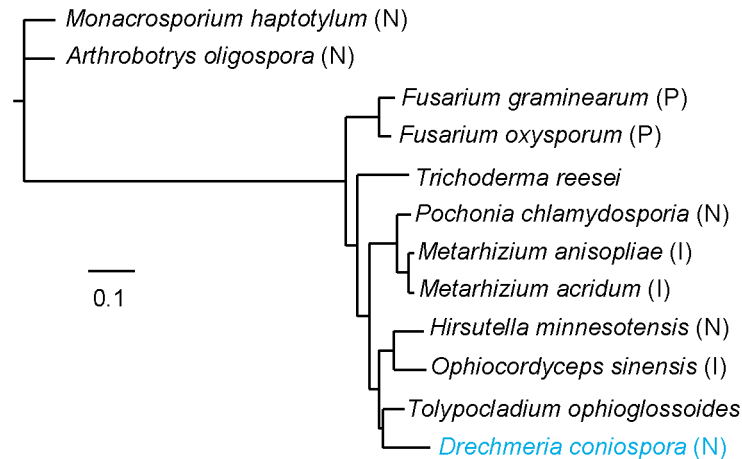 Monacrosporium haptotylum (N)
Arthrobotrys oligospora (N)
Fusarium graminearum (P)
Fusarium oxysporum (P)
Trichoderma reesei
Pochonia chlamydosporia (N)
Metarhizium anisopliae (I)
0.1
Metarhizium acridum (I)
Hirsutella minnesotensis (N)
Ophiocordyceps sinensis (I)
Tolypocladium ophioglossoides
Drechmeria coniospora (N)